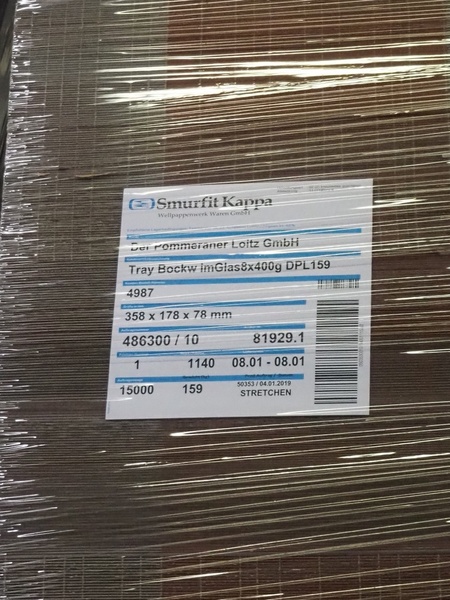 Smurfit Kappa
Wellpappenwerk Waren GmbH
Der Pommeraner Loitz GmbH
Tray Bockw imGlas8x400g DPL159
4987
358 x 178 x 78 mm
486300 / 10 81929.1
1 1140 08.01 - 08.01
15000 159 50353 / 04.01.2019
STRETCHEN